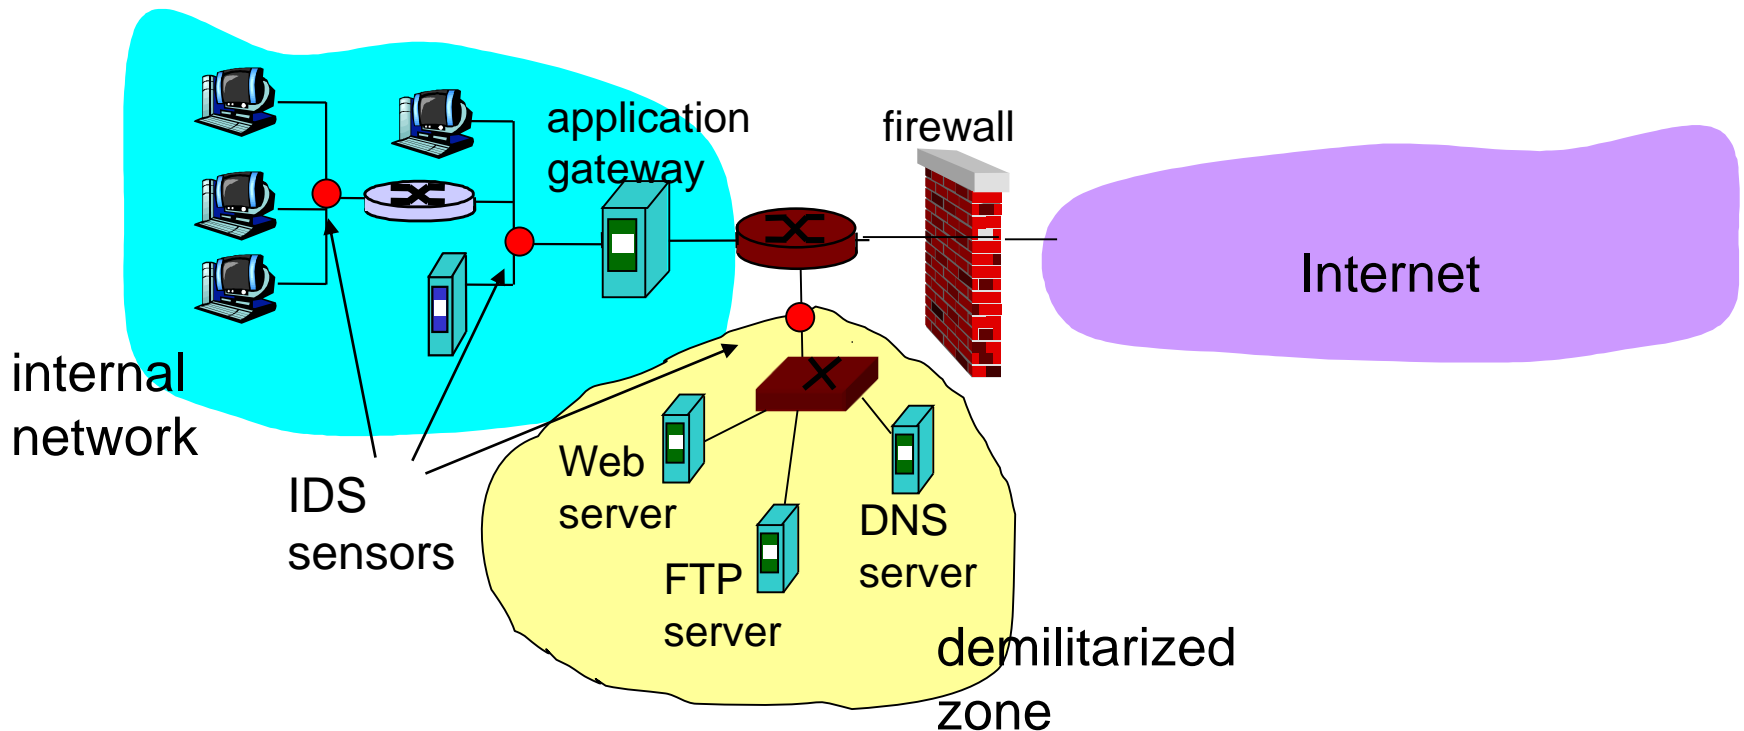 application
gateway
firewall
Internet
internal
network
IDS
sensors
Web
server
FTP
server
DNS
server
demilitarized
zone